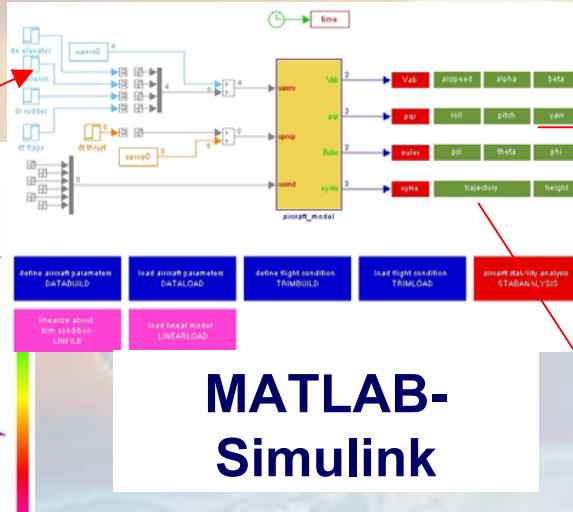 time
de elevator
uaero0
4
4
4
4
dr rudder
dt flaps
dt thrust
8
8
8
uprop0
6
uaero
uprop
uwind
Vab
pqr
Euler
xyHe
3
3
3
3
aircraft_model
Vab
airspeed
alpha
beta
pqr
roll
pitch
yaw
euler
psi
theta
phi
xyHe
trajectory
height
define aircraft parameters
DATABUILD
load aircraft parameters
DATALOAD
define flight condition
TRIMBUILD
load flight condition
TRIMLOAD
aircraft stability analysis
STABANALYSIS
linearize about
trim condition
LINFILE
load linear model
LINEARLOAD
MATLAB-
Simulink